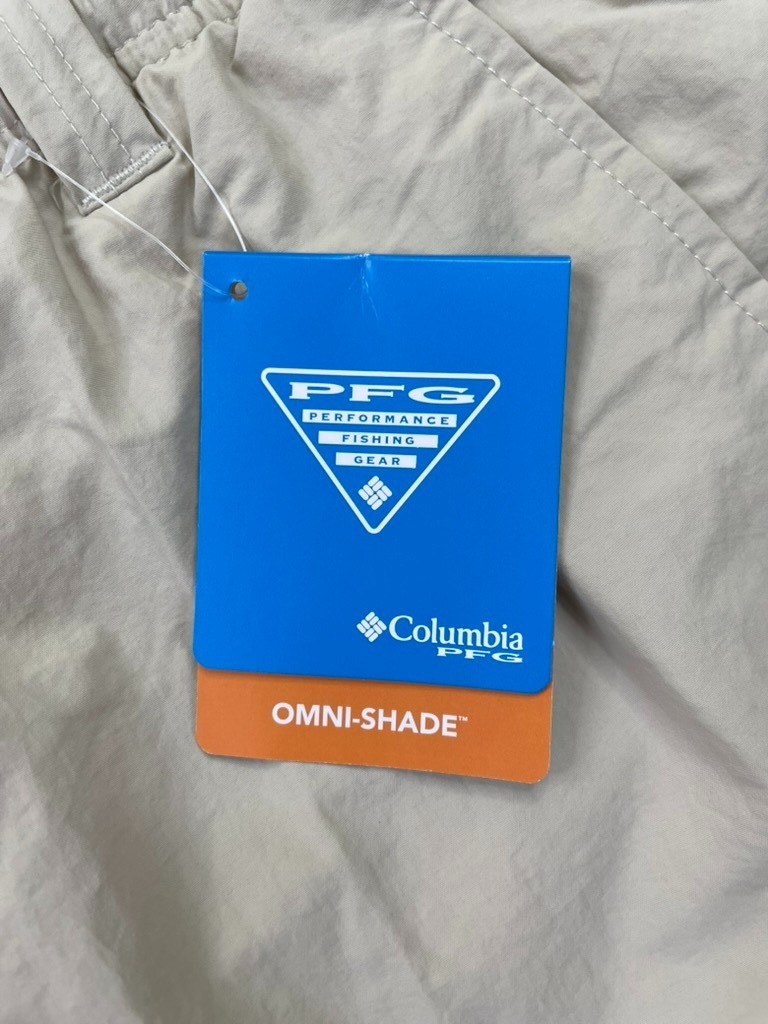 PFG
PERFORMANCE
FISHING
GEAR
Columbia
PFG
OMNI-SHADE™